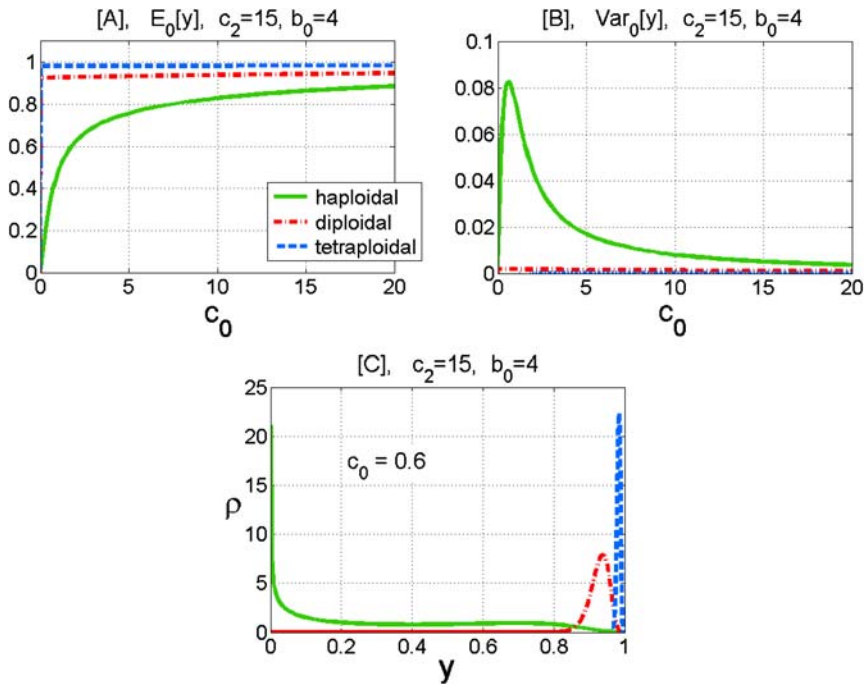 [A], E₀[y], c₂=15, b₀=4
1
0.8
0.6
0.4
0.2
0
0 5 10 15 20
c₀
haploidal
diploidal
tetraploidal
[B], Var₀[y], c₂=15, b₀=4
0.1
0.08
0.06
0.04
0.02
0
0 5 10 15 20
c₀
[C], c₂=15, b₀=4
25
20
15
10
5
0
ρ
c₀ = 0.6
0 0.2 0.4 0.6 0.8 1
y